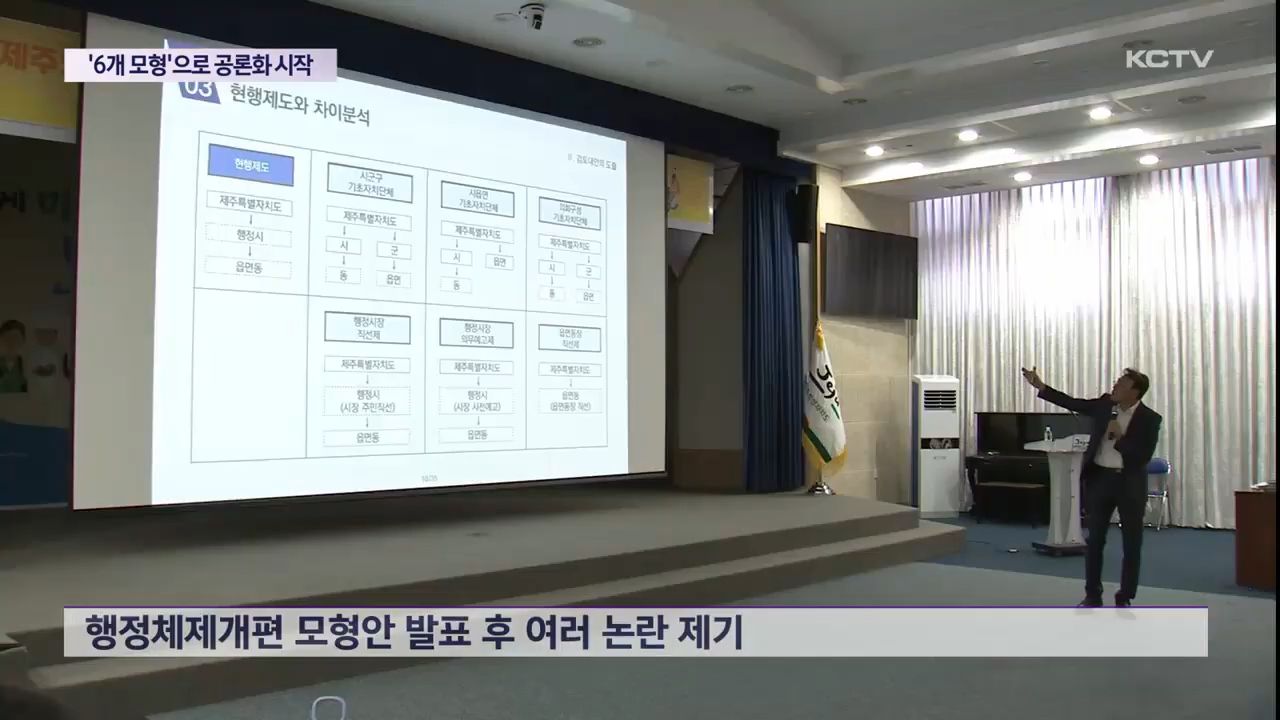 제주
'6개 모형'으로 공론화 시작
KCTV
03
현행제도와 차이분석
Ⅱ 검토대안의 도출
현행제도
제주특별자치도
↓
행정시
↓
읍면동
시군구
기초자치단체
제주특별자치도
↓ ↓
시 군
↓ ↓
동 읍면
시읍면
기초자치단체
제주특별자치도
↓ ↓
시 읍면
↓
동
의회구성
기초자치단체
제주특별자치도
↓ ↓
시 군
↓ ↓
동 읍면
행정시장
직선제
제주특별자치도
↓
행정시
(시장 주민직선)
↓
읍면동
행정시장
의무예고제
제주특별자치도
↓
행정시
(시장 사전예고)
↓
읍면동
읍면동장
직선제
제주특별자치도
↓
읍면동
(읍면동장 직선)
행정체제개편 모형안 발표 후 여러 논란 제기